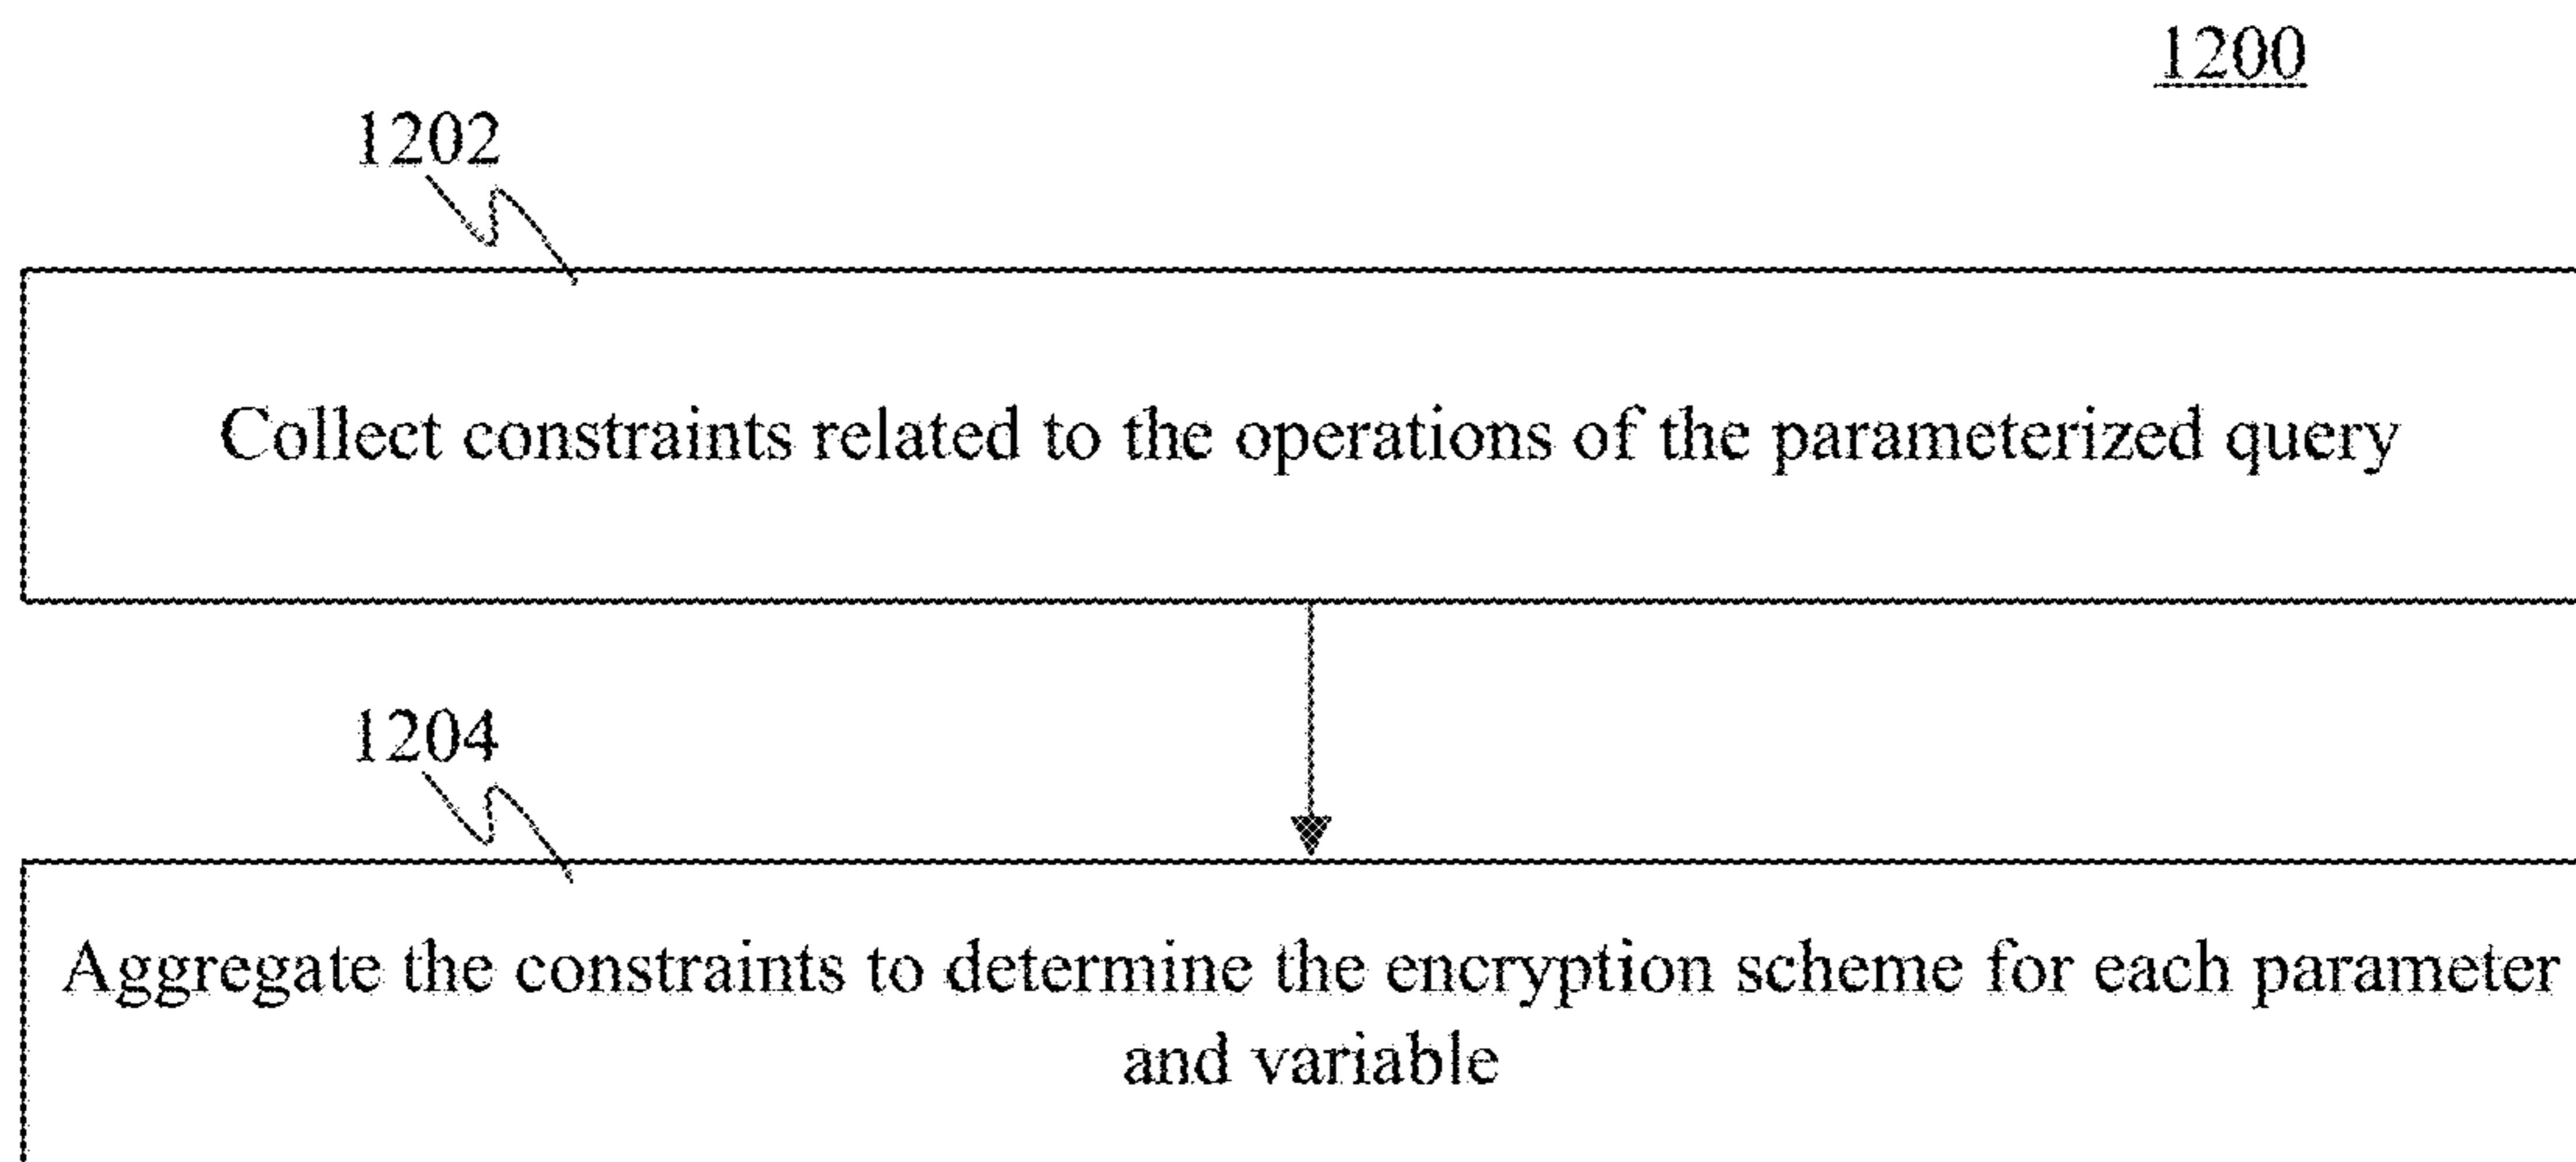 1200
1202
Collect constraints related to the operations of the parameterized query
1204
Aggregate the constraints to determine the encryption scheme for each parameter
and variable